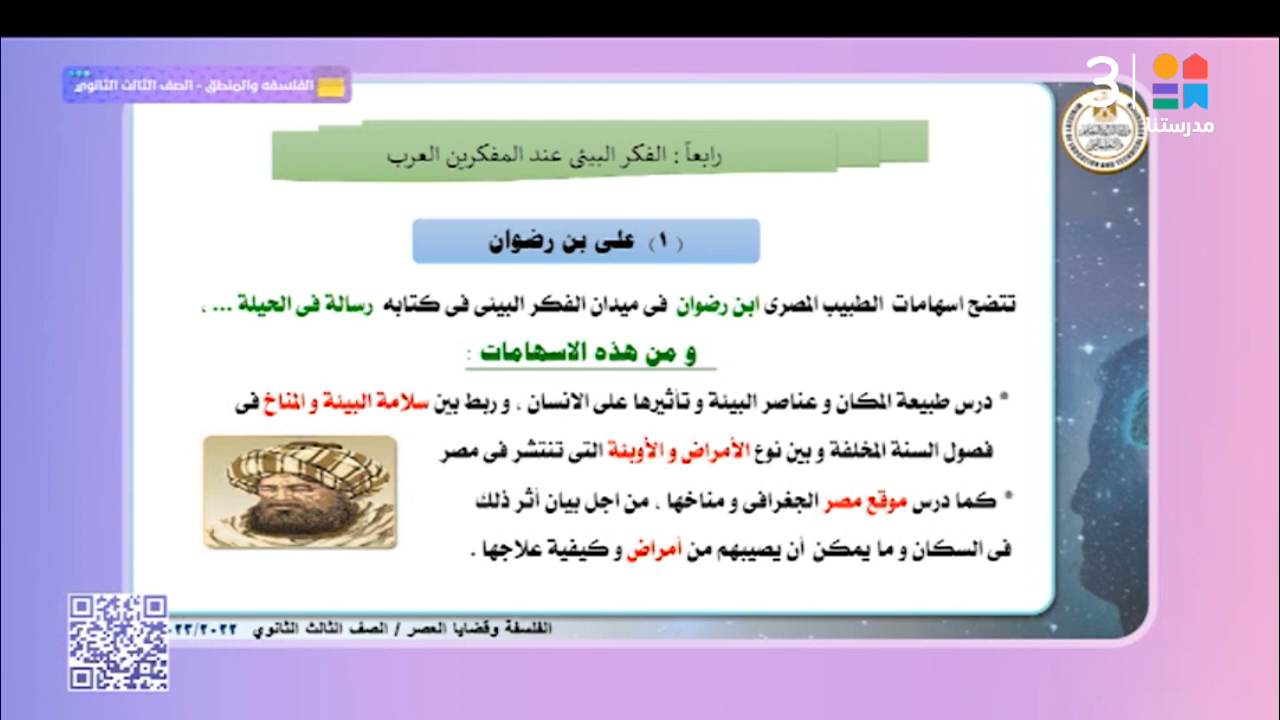 الفلسفه والمنطق - الصف الثالث الثانوي
3
مدرستنا
رابعاً : الفكر البيئى عند المفكرين العرب
( ١ ) على بن رضوان
تتضح اسهامات الطبيب المصرى ابن رضوان فى ميدان الفكر البيئى فى كتابه رسالة فى الحيلة ... ،
و من هذه الاسهامات :
* درس طبيعة المكان و عناصر البيئة و تأثيرها على الانسان ، و ربط بين سلامة البيئة و المناخ فى
فصول السنة المخلفة و بين نوع الأمراض و الأوبئة التى تنتشر فى مصر
* كما درس موقع مصر الجغرافى و مناخها ، من اجل بيان أثر ذلك
فى السكان و ما يمكن أن يصيبهم من أمراض و كيفية علاجها .
الفلسفة وقضايا العصر / الصف الثالث الثانوي ٢٠٢٢/٢٠٢٣